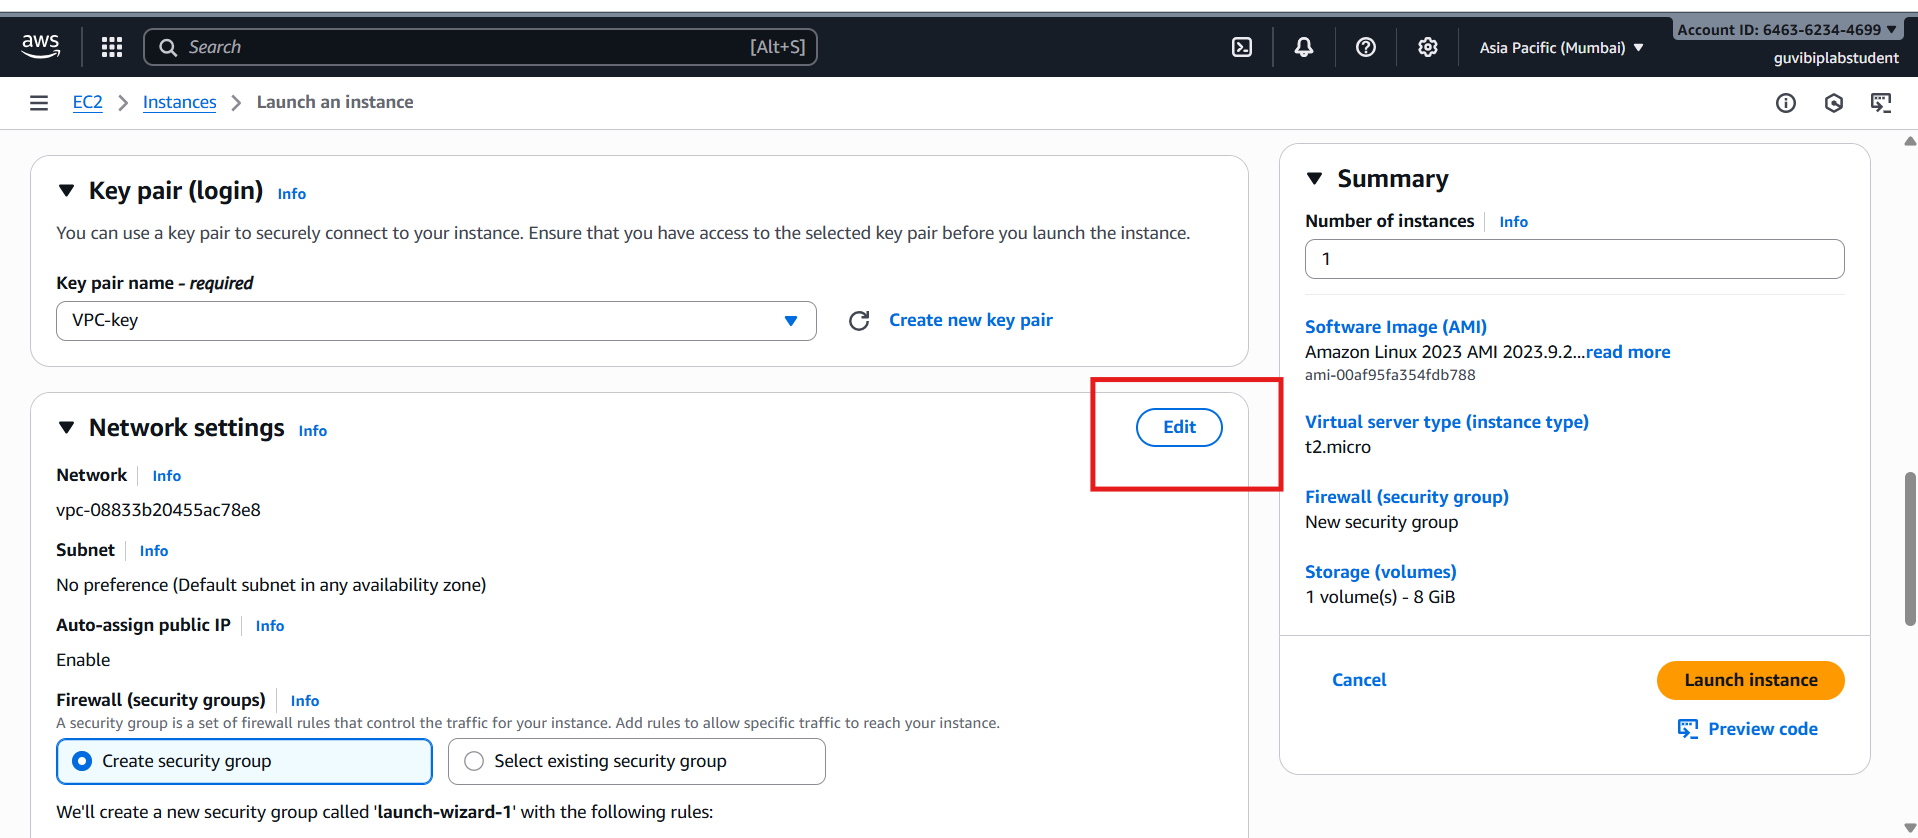 aws
Search [Alt+S]
Asia Pacific (Mumbai)
Account ID: 6463-6234-4699
guvibiplabstudent
EC2 Instances Launch an instance
Key pair (login) Info
You can use a key pair to securely connect to your instance. Ensure that you have access to the selected key pair before you launch the instance.
Key pair name - required
VPC-key
Create new key pair
Network settings Info
Edit
Network Info
vpc-08833b20455ac78e8
Subnet Info
No preference (Default subnet in any availability zone)
Auto-assign public IP Info
Enable
Firewall (security groups) Info
A security group is a set of firewall rules that control the traffic for your instance. Add rules to allow specific traffic to reach your instance.
Create security group
Select existing security group
We'll create a new security group called 'launch-wizard-1' with the following rules:
Summary
Number of instances Info
1
Software Image (AMI)
Amazon Linux 2023 AMI 2023.9.2...read more
ami-00af95fa354fdb788
Virtual server type (instance type)
t2.micro
Firewall (security group)
New security group
Storage (volumes)
1 volume(s) - 8 GiB
Cancel
Launch instance
Preview code